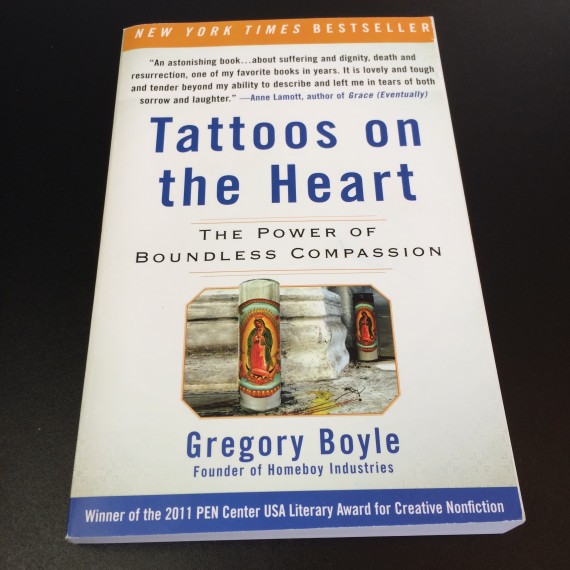 NEW YORK TIMES BESTSELLER
"An astonishing book...about suffering and dignity, death and
resurrection, one of my favorite books in years. It is lovely and tough
and tender beyond my ability to describe and left me in tears of both
sorrow and laughter." —Anne Lamott, author of Grace (Eventually)
Tattoos on
the Heart
THE POWER OF
BOUNDLESS COMPASSION
Gregory Boyle
Founder of Homeboy Industries
Winner of the 2011 PEN Center USA Literary Award for Creative Nonfiction